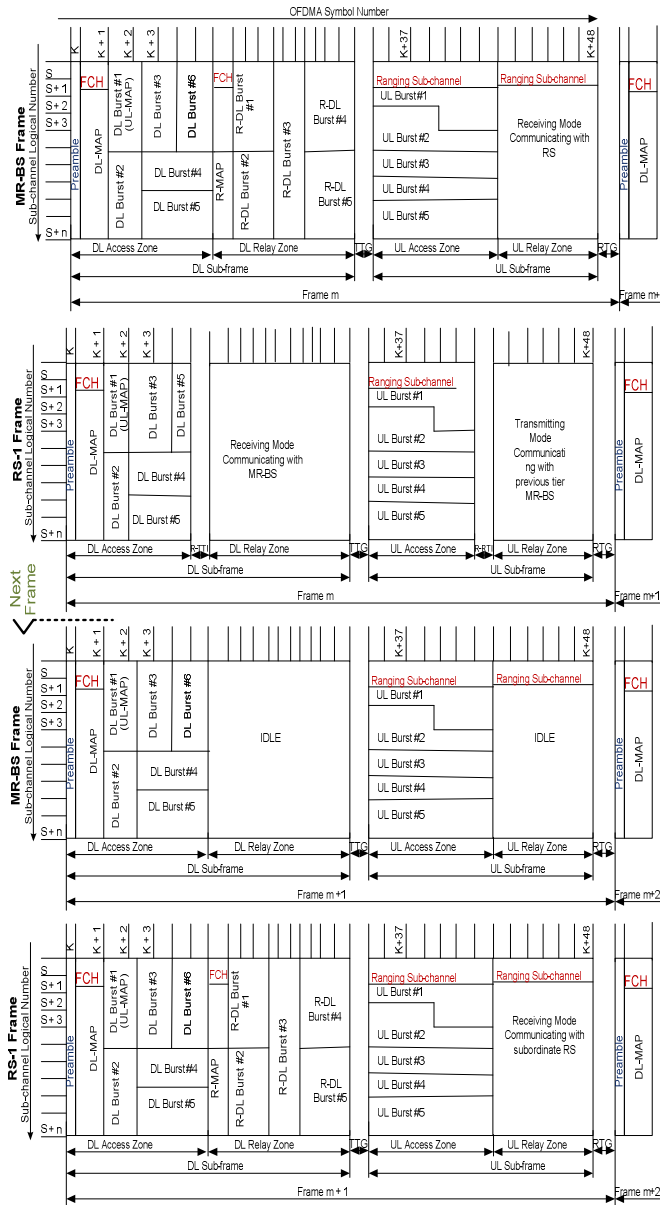 OFDMA Symbol Number
K
K + 1
K + 2
K + 3
K+37
K+48
MR-BS Frame
Sub-channel Logical Number
S
S+ 1
S+ 2
S+ 3
S+ n
Preamble
FCH
DL-MAP
DL Burst #1
(UL-MAP)
DL Burst #2
DL Burst #3
DL Burst #6
DL Burst#4
DL Burst#5
FCH
R-MAP
R-DL Burst
#1
R-DL Burst #2
R-DL Burst #3
R-DL
Burst#4
R-DL
Burst#5
Ranging Sub-channel
UL Burst#1
UL Burst #2
UL Burst #3
UL Burst #4
UL Burst #5
Ranging Sub-channel
Receiving Mode
Communicating with
RS
Preamble
FCH
DL-MAP
DL Access Zone
DL Relay Zone
TTG
UL Access Zone
UL Relay Zone
RTG
DL Sub-frame
UL Sub-frame
Frame m
Frame m+
K
K + 1
K + 2
K + 3
K+37
K+48
RS-1 Frame
Sub-channel Logical Number
S
S+ 1
S+ 2
S+ 3
S+ n
Preamble
FCH
DL-MAP
DL Burst #1
(UL-MAP)
DL Burst #2
DL Burst #3
DL Burst #5
DL Burst #4
DL Burst #5
Receiving Mode
Communicating with
MR-BS
Ranging Sub-channel
UL Burst #1
UL Burst #2
UL Burst #3
UL Burst #4
UL Burst #5
Transmitting
Mode
Communicati
ng with
previous tier
MR-BS
Preamble
FCH
DL-MAP
DL Access Zone
DL Relay Zone
TTG
UL Access Zone
UL Relay Zone
RTG
DL Sub-frame
UL Sub-frame
Frame m
Frame m+1
Next
Frame
K
K + 1
K + 2
K + 3
K+37
K+48
MR-BS Frame
Sub-channel Logical Number
S
S+ 1
S+ 2
S+ 3
S+ n
Preamble
FCH
DL-MAP
DL Burst #1
(UL-MAP)
DL Burst #2
DL Burst #3
DL Burst #6
DL Burst #4
DL Burst #5
IDLE
Ranging Sub-channel
UL Burst #1
UL Burst #2
UL Burst #3
UL Burst #4
UL Burst #5
Ranging Sub-channel
IDLE
Preamble
FCH
DL-MAP
DL Access Zone
DL Relay Zone
TTG
UL Access Zone
UL Relay Zone
RTG
DL Sub-frame
UL Sub-frame
Frame m +1
Frame m+2
K
K + 1
K + 2
K + 3
K+37
K+48
RS-1 Frame
Sub-channel Logical Number
S
S+ 1
S+ 2
S+ 3
S+ n
Preamble
FCH
DL-MAP
DL Burst #1
(UL-MAP)
DL Burst #2
DL Burst #3
DL Burst #6
DL Burst#4
DL Burst #5
FCH
R-MAP
R-DL Burst
#1
R-DL Burst #2
R-DL Burst #3
R-DL
Burst #4
R-DL
Burst #5
Ranging Sub-channel
UL Burst #1
UL Burst #2
UL Burst #3
UL Burst #4
UL Burst #5
Ranging Sub-channel
Receiving Mode
Communicating with
subordinate RS
Preamble
FCH
DL-MAP
DL Access Zone
DL Relay Zone
TTG
UL Access Zone
UL Relay Zone
RTG
DL Sub-frame
UL Sub-frame
Frame m + 1
Frame m+2